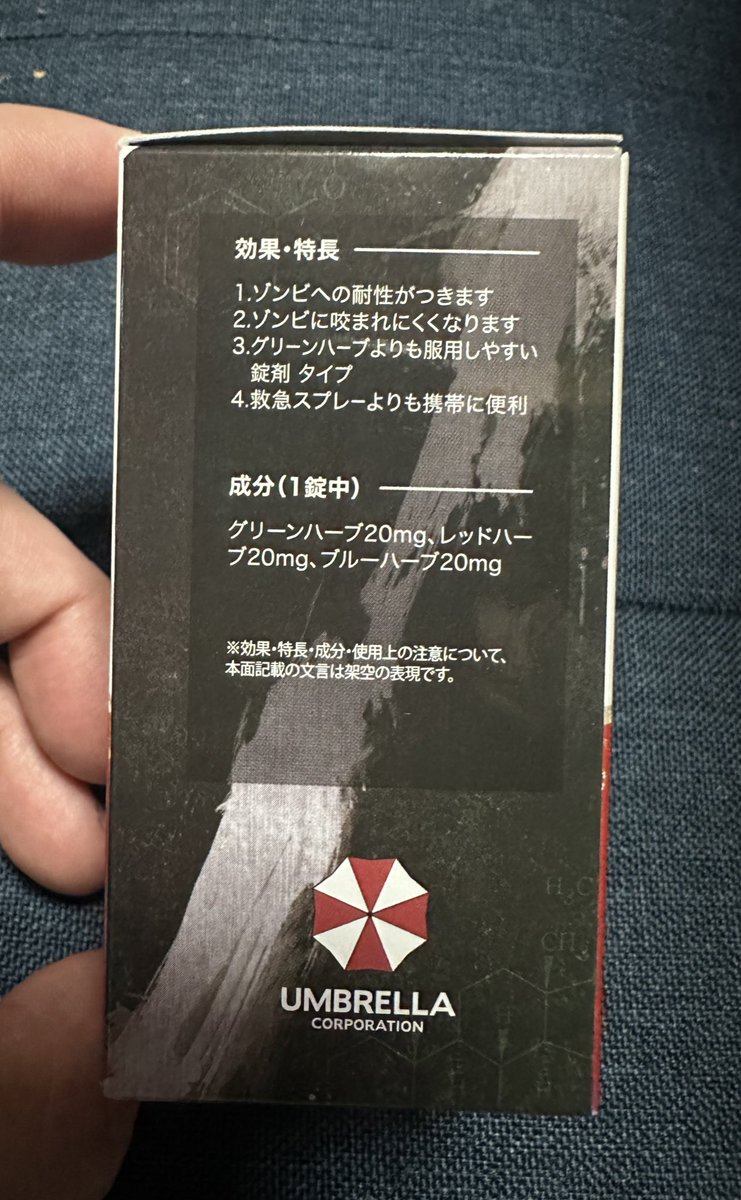 効果・特長
1.ゾンビへの耐性がつきます
2.ゾンビに咬まれにくくなります
3.グリーンハーブよりも服用しやすい
錠剤 タイプ
4.救急スプレーよりも携帯に便利
成分(1錠中)
グリーンハーブ20mg、レッドハー
ブ20mg、ブルーハーブ20mg
※効果・特長・成分・使用上の注意について、
本面記載の文言は架空の表現です。
H₃C
CH₃
UMBRELLA
CORPORATION